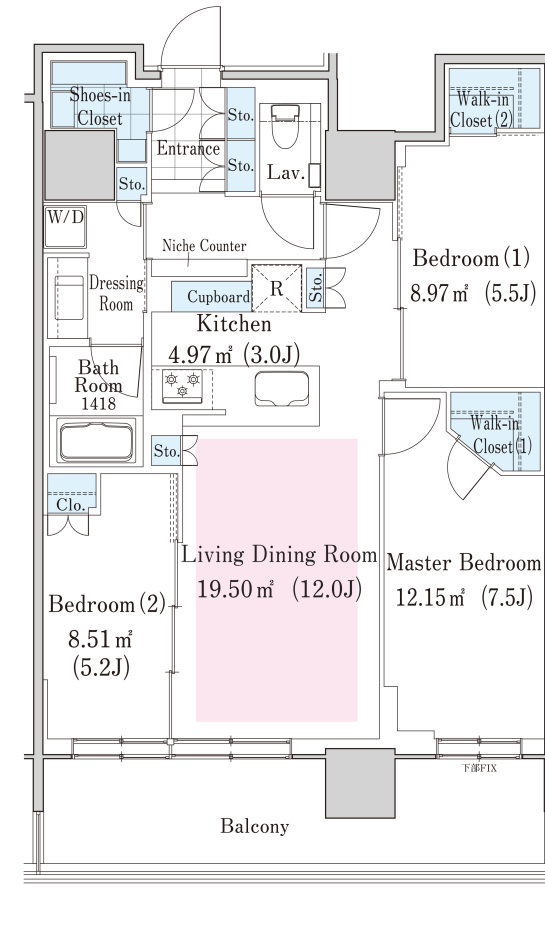 Shoes-in
Closet
Sto.
Walk-in
Closet(2)
Entrance
Sto.
Lav.
Sto.
W/D
Niche Counter
Bedroom(1)
8.97㎡ (5.5J)
Dressing
Room
Cupboard
R
Sto.
Kitchen
4.97㎡ (3.0J)
Bath
Room
1418
Walk-in
Closet(1)
Sto.
Clo.
Living Dining Room
19.50㎡ (12.0J)
Master Bedroom
12.15㎡ (7.5J)
Bedroom(2)
8.51㎡
(5.2J)
下部FIX
Balcony